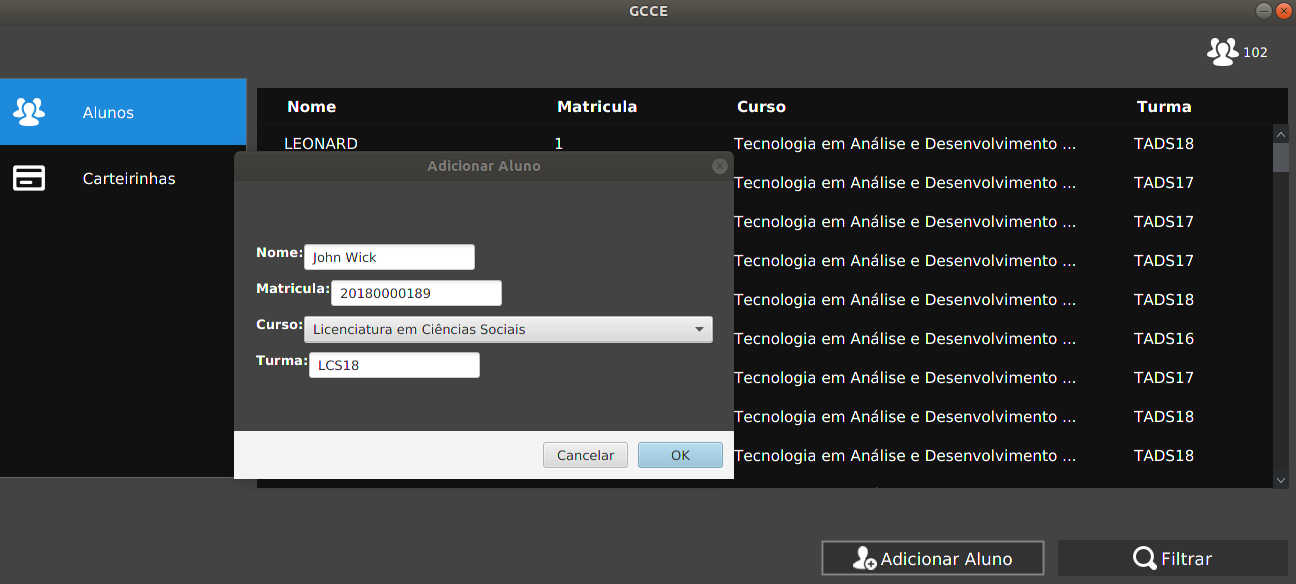 GCCE
102
Alunos
Carteirinhas
Nome Matricula Curso Turma
LEONARD 1 Tecnologia em Análise e Desenvolvimento ... TADS18
Tecnologia em Análise e Desenvolvimento ... TADS17
Tecnologia em Análise e Desenvolvimento ... TADS17
Tecnologia em Análise e Desenvolvimento ... TADS17
Tecnologia em Análise e Desenvolvimento ... TADS18
Tecnologia em Análise e Desenvolvimento ... TADS16
Tecnologia em Análise e Desenvolvimento ... TADS17
Tecnologia em Análise e Desenvolvimento ... TADS18
Tecnologia em Análise e Desenvolvimento ... TADS18
Adicionar Aluno
Nome: John Wick
Matricula: 20180000189
Curso: Licenciatura em Ciências Sociais
Turma: LCS18
Cancelar OK
Adicionar Aluno Filtrar